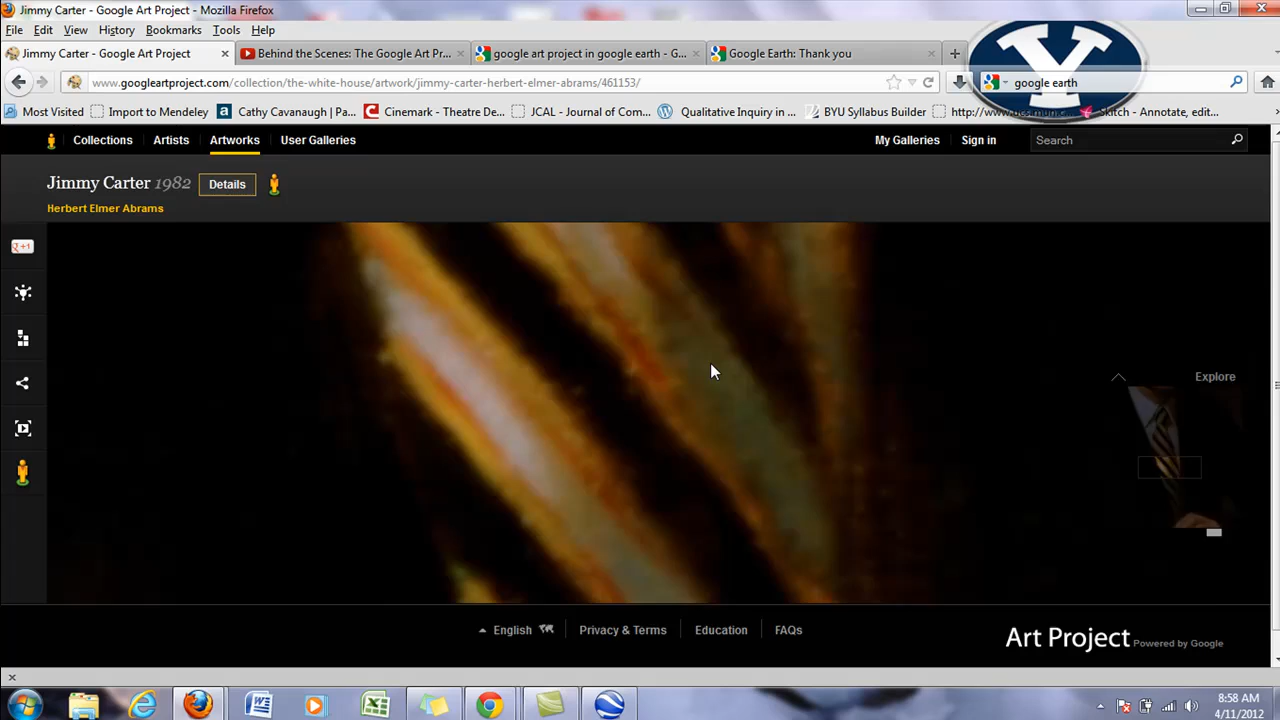 Jimmy Carter - Google Art Project - Mozilla Firefox
File Edit View History Bookmarks Tools Help
Jimmy Carter - Google Art Project Behind the Scenes: The Google Art Pr... google art project in google earth - G... Google Earth: Thank you
www.googleartproject.com/collection/the-white-house/artwork/jimmy-carter-herbert-elmer-abrams/461153/ google earth
Most Visited Import to Mendeley Cathy Cavanaugh Pa... Cinemark - Theatre De... JCAL - Journal of Com... Qualitative Inquiry in ... BYU Syllabus Builder Skitch - Annotate, edit...
Collections Artists Artworks User Galleries My Galleries Sign in Search
Jimmy Carter 1982 Details
Herbert Elmer Abrams
Explore
English Privacy & Terms Education FAQs
Art Project Powered by Google
8:58 AM
4/11/2012